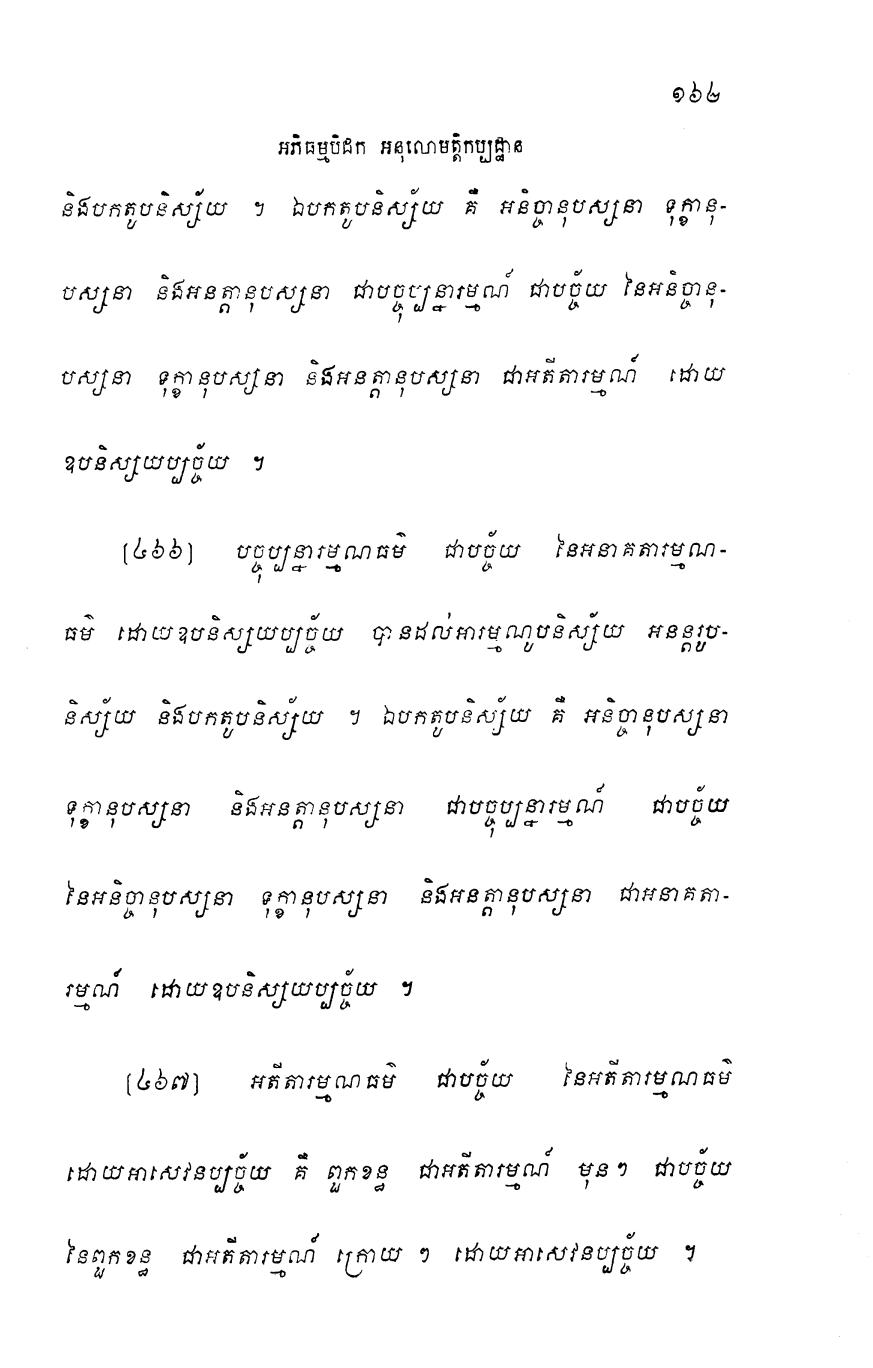 ១៦២
អភិធម្មបិដក អនុលោមត្តិកប្បដ្ឋាន
និងបកតូបនិស្ស័យ ។ ឯបកតូបនិស្ស័យ គឺ អនិច្ចានុបស្សនា ទុក្ខានុ-
បស្សនា និងអនត្តានុបស្សនា ជាបច្ចុប្បន្នារម្មណ៍ ជាបច្ច័យ នៃអនិច្ចានុ-
បស្សនា ទុក្ខានុបស្សនា និងអនត្តានុបស្សនា ជាអតីតារម្មណ៍ ដោយ
ឧបនិស្សយប្បច្ច័យ ។
[៤៦៦] បច្ចុប្បន្នារម្មណធម៌ ជាបច្ច័យ នៃអនាគតារម្មណ-
ធម៌ ដោយឧបនិស្សយប្បច្ច័យ បានដល់អារម្មណូបនិស្ស័យ អនន្តរូប-
និស្ស័យ និងបកតូបនិស្ស័យ ។ ឯបកតូបនិស្ស័យ គឺ អនិច្ចានុបស្សនា
ទុក្ខានុបស្សនា និងអនត្តានុបស្សនា ជាបច្ចុប្បន្នារម្មណ៍ ជាបច្ច័យ
នៃអនិច្ចានុបស្សនា ទុក្ខានុបស្សនា និងអនត្តានុបស្សនា ជាអនាគតា-
រម្មណ៍ ដោយឧបនិស្សយប្បច្ច័យ ។
[៤៦៧] អតីតារម្មណធម៌ ជាបច្ច័យ នៃអតីតារម្មណធម៌
ដោយអាសេវនប្បច្ច័យ គឺ ពួកខន្ធ ជាអតីតារម្មណ៍ មុនៗ ជាបច្ច័យ
នៃពួកខន្ធ ជាអតីតារម្មណ៍ ក្រោយ ៗ ដោយអាសេវនប្បច្ច័យ ។